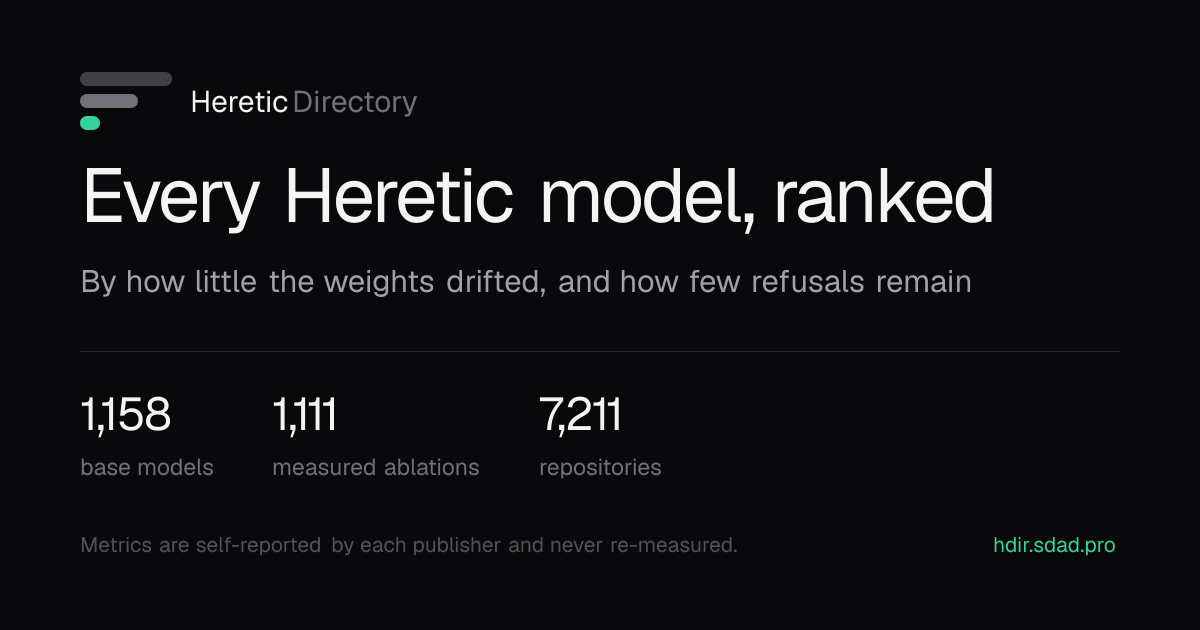 Heretic Directory
Every Heretic model, ranked
By how little the weights drifted, and how few refusals remain
1,158 1,111 7,211
base models measured ablations repositories
Metrics are self-reported by each publisher and never re-measured. hdir.sdad.pro